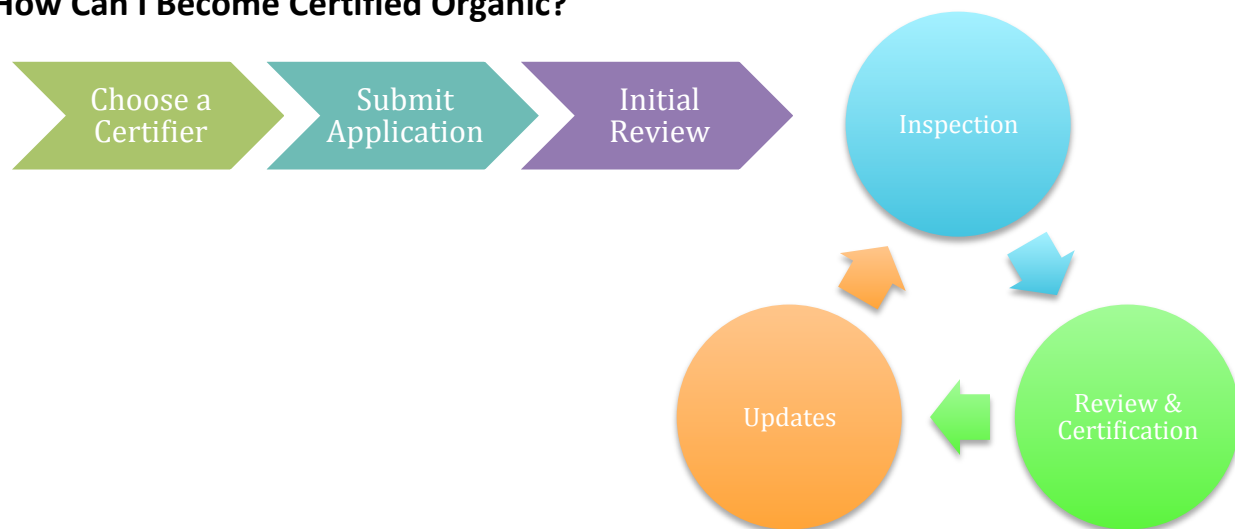 How Can I Become Certified Organic?
Choose a
Certifier
Submit
Application
Initial
Review
Inspection
Review &
Certification
Updates